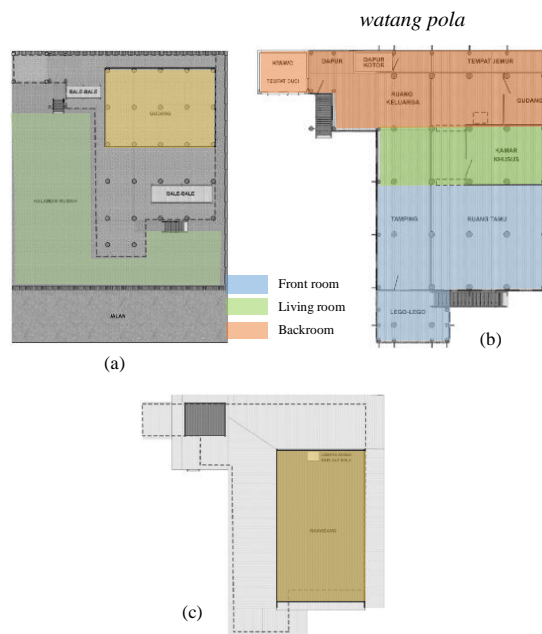 watang pola
BALE-BALE
GUDANG
BALE-BALE
HALAMAN RUMAH
JALAN
(a)
DAPUR
DAPUR
KOTOR
TEMPAT JEMUR
TEMPAT CUCI
RUANG
KELUARGA
GUDANG
KAMAR
KHUSUS
TAMPING
RUANG TAMU
LEGO-LEGO
(b)
Front room
Living room
Backroom
RAKKEANG
(c)